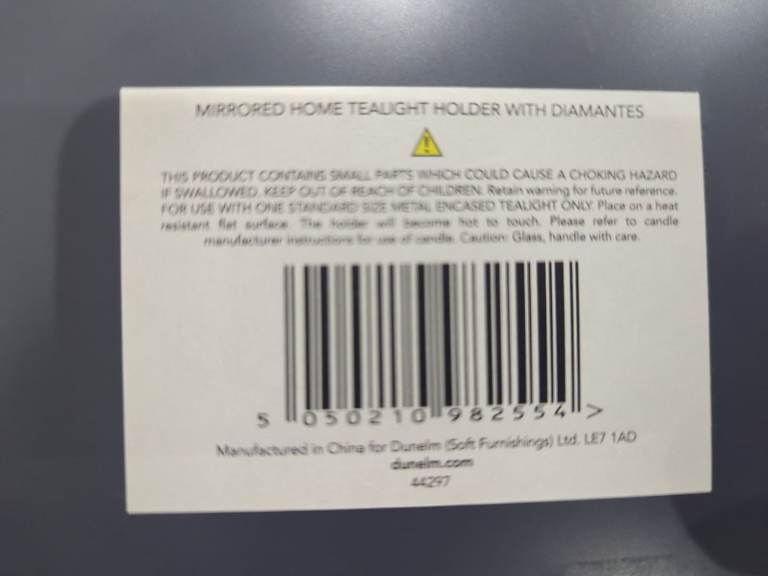 MIRRORED HOME TEALIGHT HOLDER WITH DIAMANTES
THIS PRODUCT CONTAINS SMALL PARTS WHICH COULD CAUSE A CHOKING HAZARD
IF SWALLOWED. KEEP OUT OF REACH OF CHILDREN. Retain warning for future reference.
FOR USE WITH ONE STANDARD SIZE METAL ENCASED TEALIGHT ONLY. Place on a heat
resistant flat surface. The holder will become hot to touch. Please refer to candle
manufacturer instructions for use of candle. Caution: Glass, handle with care.
5 050210 982554 >
Manufactured in China for Dunelm (Soft Furnishings) Ltd. LE7 1AD
dunelm.com
44297